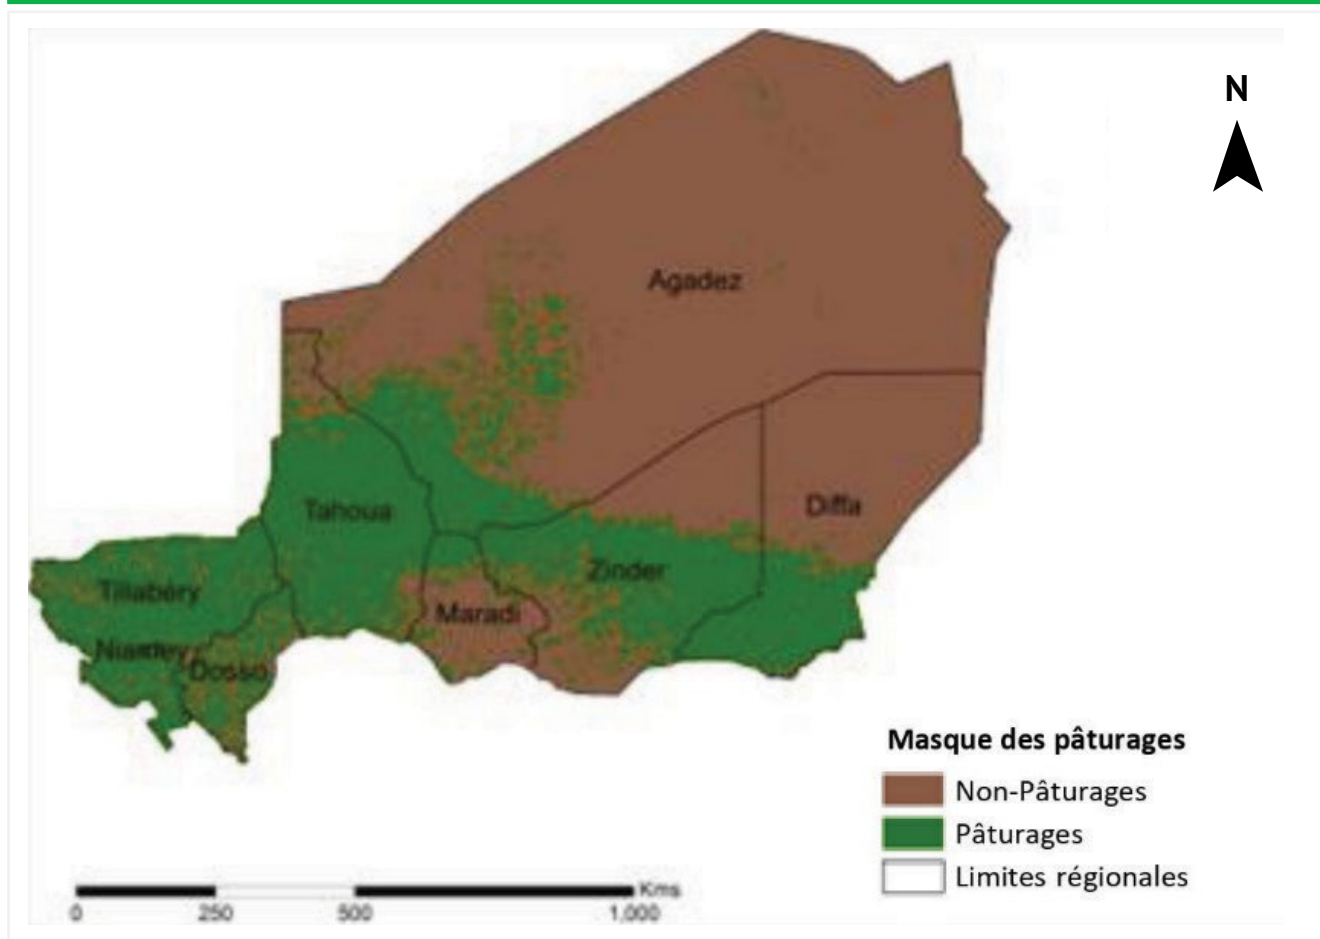 N
Agadez
Diffa
Tahoua
Zinder
Tillabéry
Maradi
Niamey
Dosso
Masque des pâturages
Non-Pâturages
Pâturages
Limites régionales
Kms
0 250 500 1,000